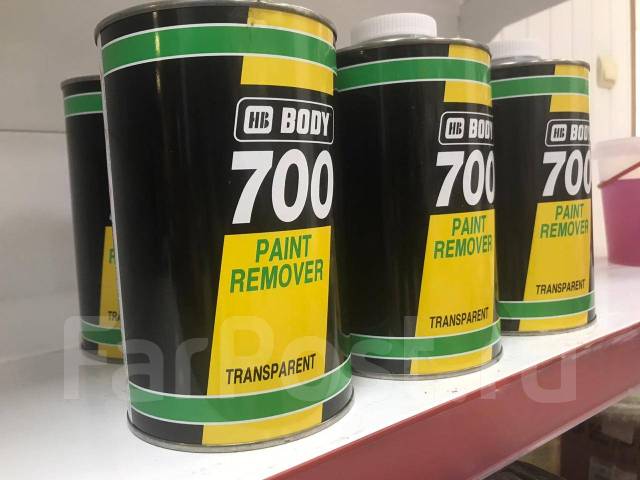 HB BODY
700
PAINT
REMOVER
TRANSPARENT
HB BODY
700
PAINT
REMOVER
TRANSPARENT
HB BODY
700
PAINT
REMOVER
TRANSPARENT
FarPost.ru